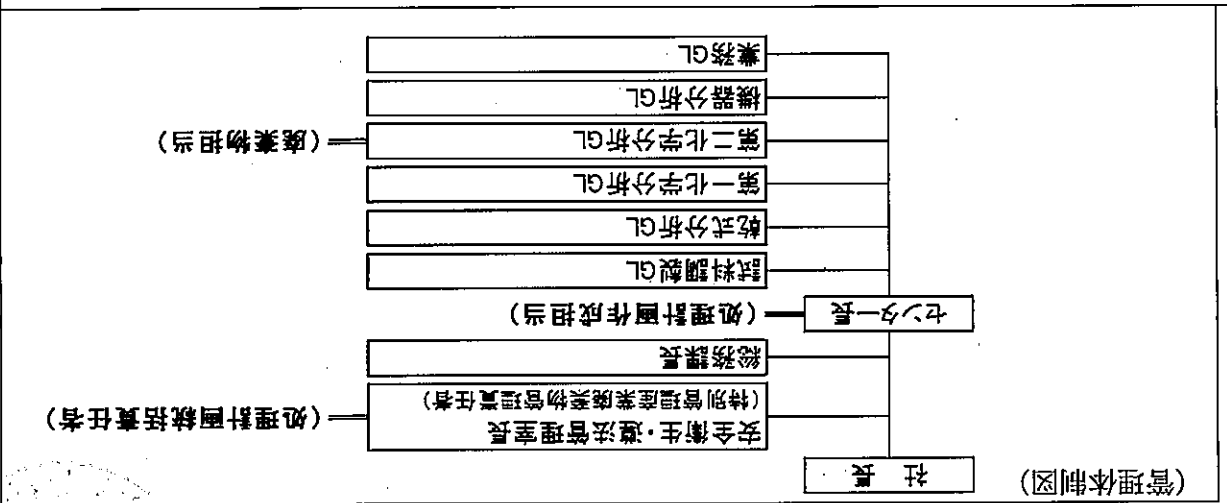 (管理体制図)
社 長
安全衛生・遵法管理室長
(特別管理産業廃棄物管理責任者)
(処理計画統括責任者)
総務課長
センター長
(処理計画作成担当)
試料調製GL
乾式分析GL
第一化学分析GL
第二化学分析GL
(廃棄物担当)
機器分析GL
業務GL